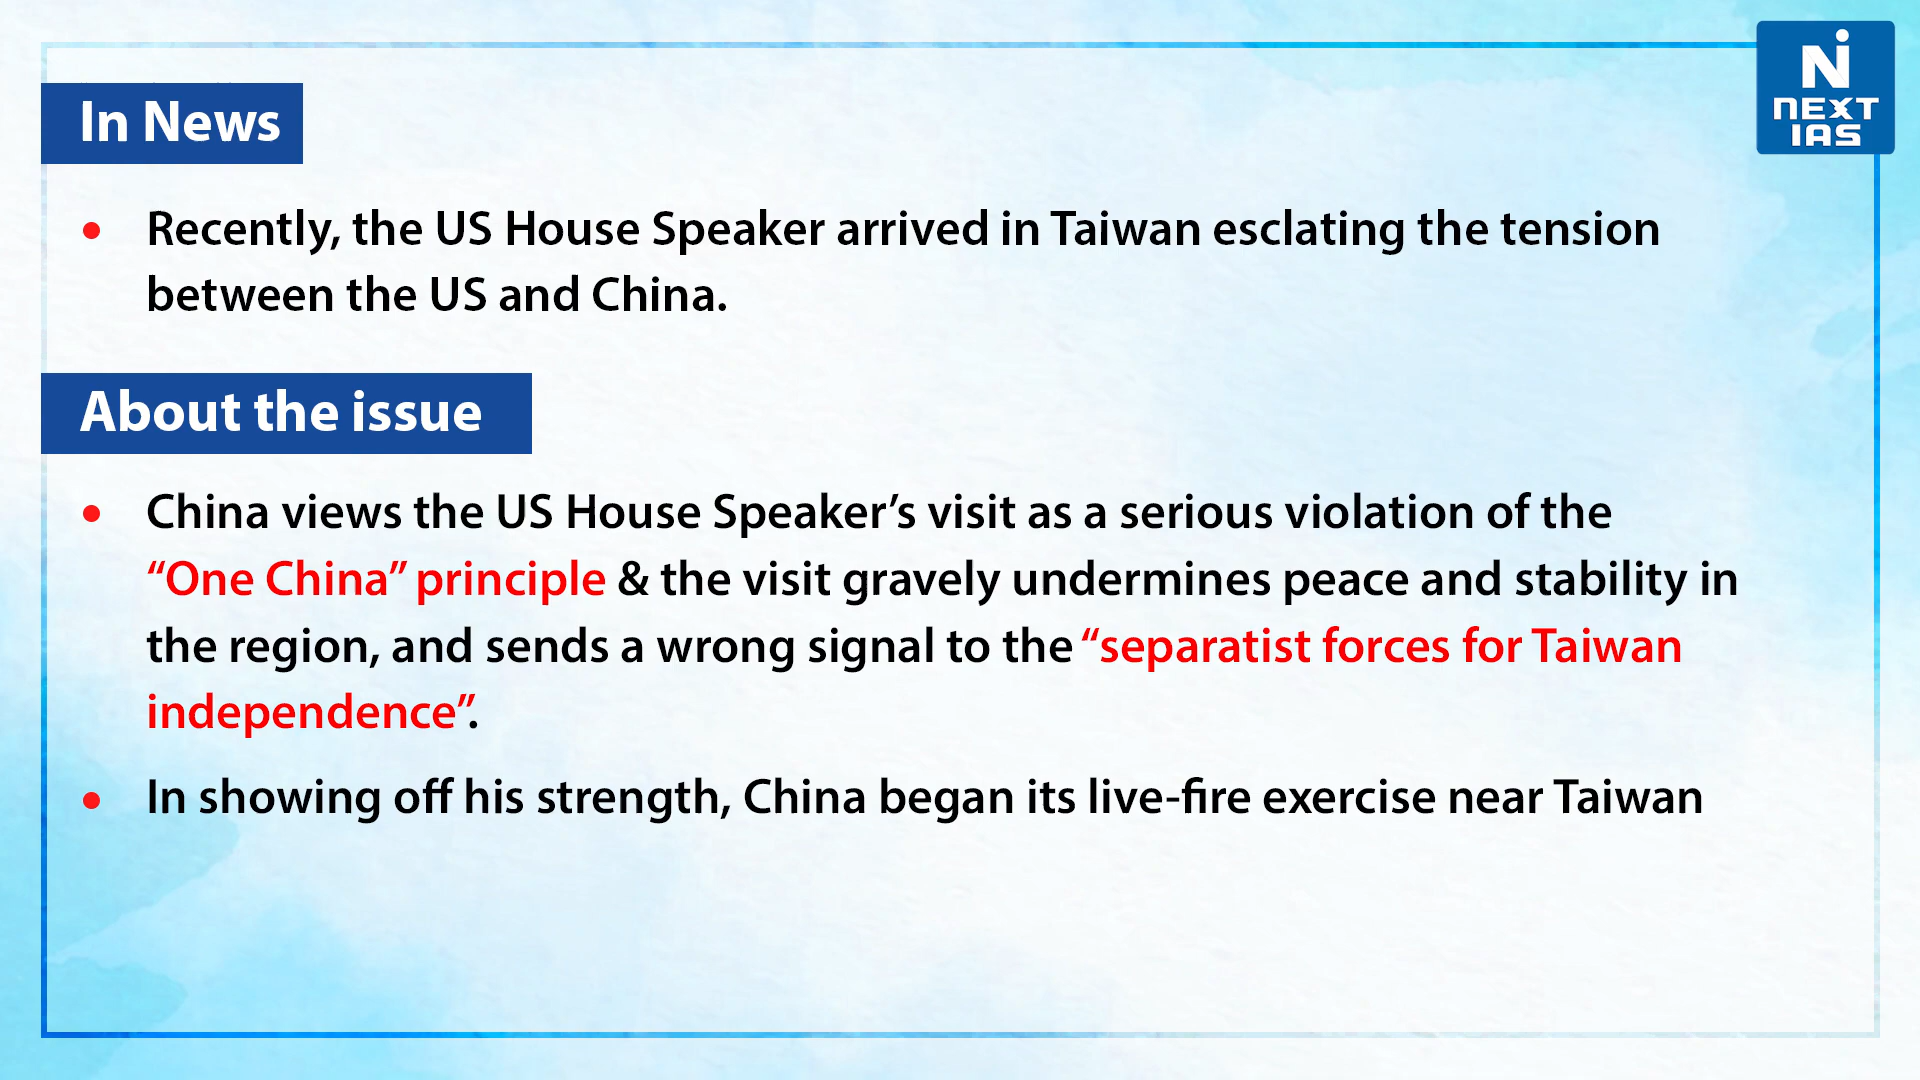 In News
NEXT
IAS
• Recently, the US House Speaker arrived in Taiwan esclating the tension
between the US and China.
About the issue
• China views the US House Speaker’s visit as a serious violation of the
“One China” principle & the visit gravely undermines peace and stability in
the region, and sends a wrong signal to the “separatist forces for Taiwan
independence”.
• In showing off his strength, China began its live-fire exercise near Taiwan